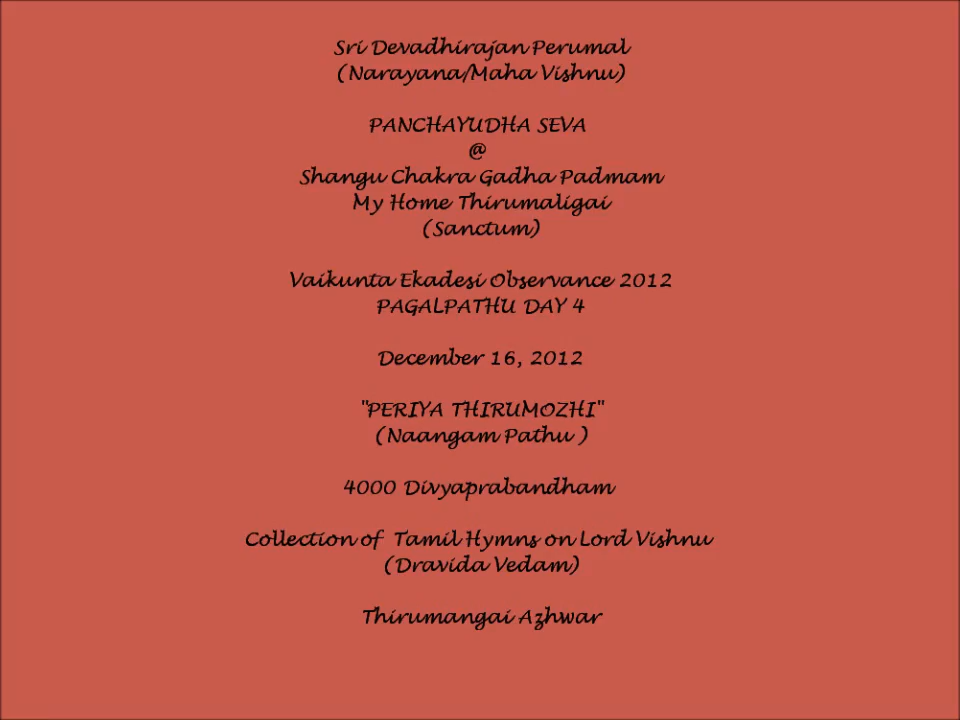 Sri Devadhirajan Perumal
(Narayana/Maha Vishnu)
PANCHAYUDHA SEVA
@
Shangu Chakra Gadha Padmam
My Home Thirumaligai
(Sanctum)
Vaikunta Ekadesi Observance 2012
PAGALPATHU DAY 4
December 16, 2012
"PERIYA THIRUMOZHI"
(Naangam Pathu )
4000 Divyaprabandham
Collection of Tamil Hymns on Lord Vishnu
(Dravida Vedam)
Thirumangai Azhwar